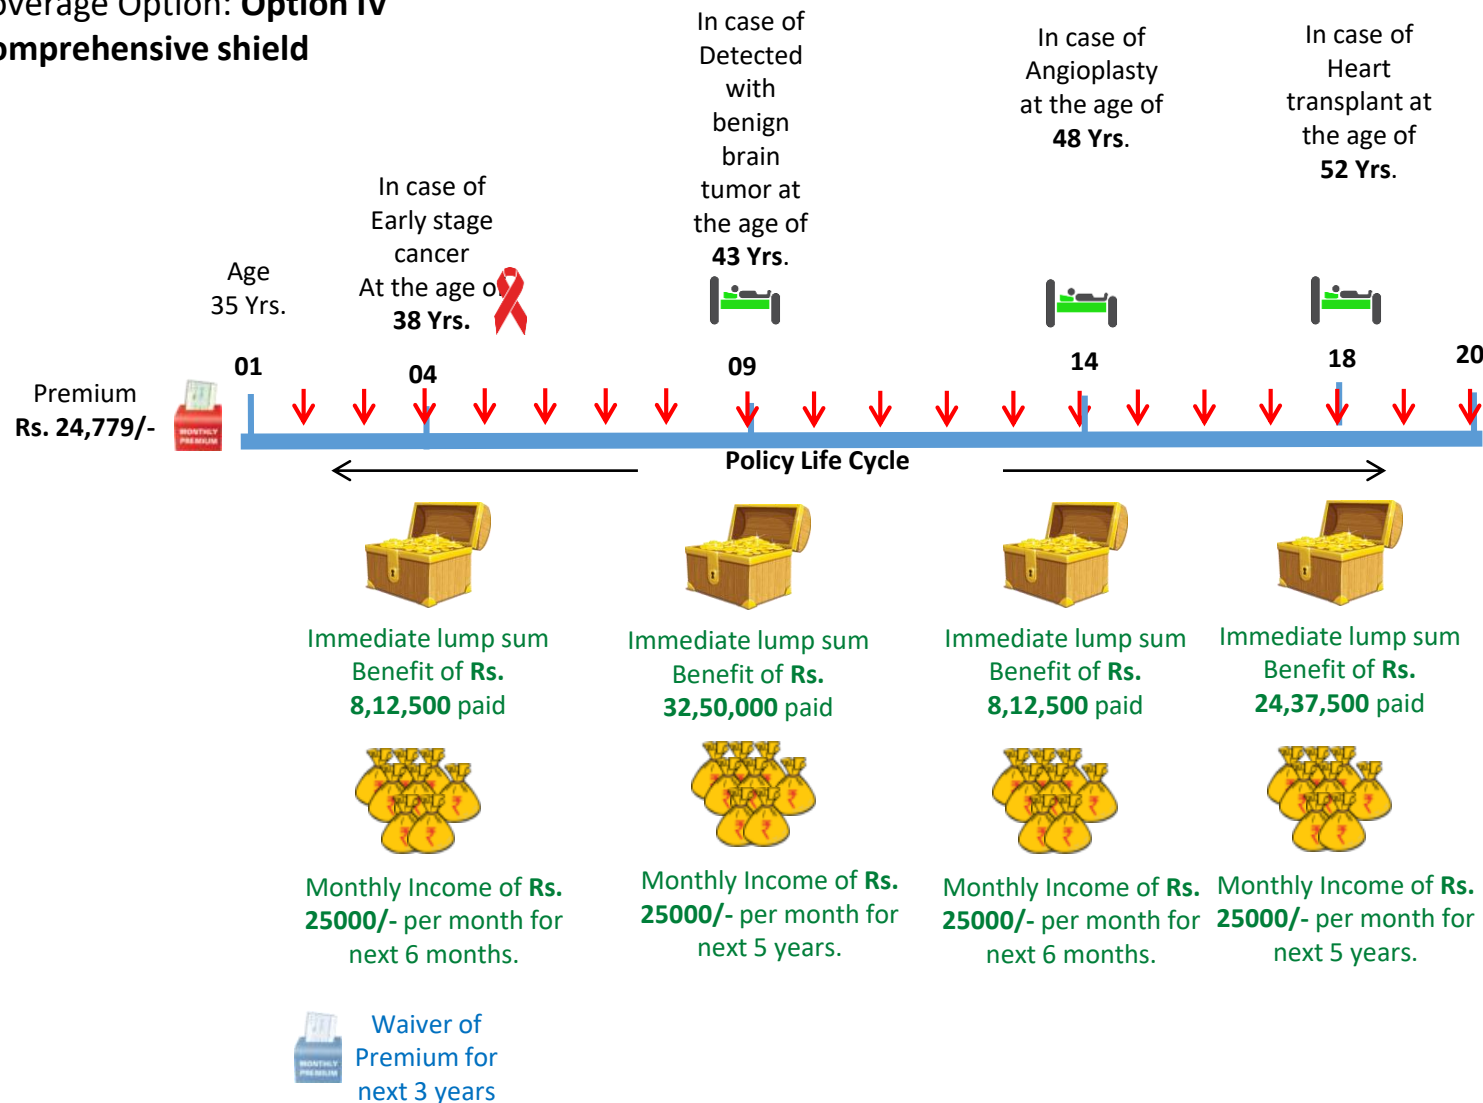 overage Option: Option IV
omprehensive shield
In case of
Detected
with
benign
brain
tumor at
the age of
43 Yrs.
In case of
Angioplasty
at the age of
48 Yrs.
In case of
Heart
transplant at
the age of
52 Yrs.
In case of
Early stage
cancer
At the age of
38 Yrs.
Age
35 Yrs.
01
04
09
14
18
20
Premium
Rs. 24,779/-
MONTHLY
PREMIUM
Policy Life Cycle
Immediate lump sum
Benefit of Rs.
8,12,500 paid
Immediate lump sum
Benefit of Rs.
32,50,000 paid
Immediate lump sum
Benefit of Rs.
8,12,500 paid
Immediate lump sum
Benefit of Rs.
24,37,500 paid
Monthly Income of Rs.
25000/- per month for
next 6 months.
Monthly Income of Rs.
25000/- per month for
next 5 years.
Monthly Income of Rs.
25000/- per month for
next 6 months.
Monthly Income of Rs.
25000/- per month for
next 5 years.
MONTHLY
PREMIUM
Waiver of
Premium for
next 3 years